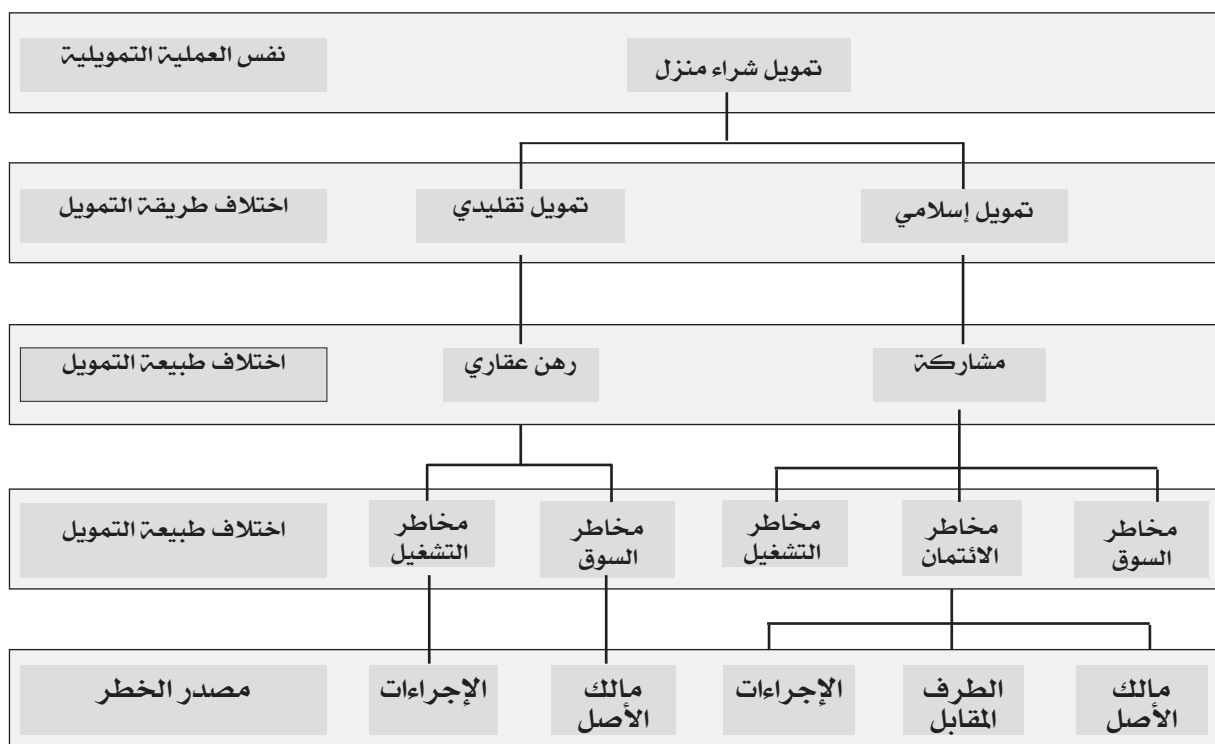 نفس العملية التمويلية
تمويل شراء منزل
اختلاف طريقة التمويل
تمويل تقليدي
تمويل إسلامي
اختلاف طبيعة التمويل
رهن عقاري
مشاركة
اختلاف طبيعة التمويل
مخاطر
التشغيل
مخاطر
السوق
مخاطر
التشغيل
مخاطر
الائتمان
مخاطر
السوق
مصدر الخطر
الإجراءات
مالك
الأصل
الإجراءات
الطرف
المقابل
مالك
الأصل